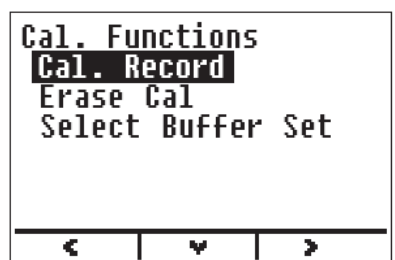 Cal. Functions
Cal. Record
Erase Cal
Select Buffer Set